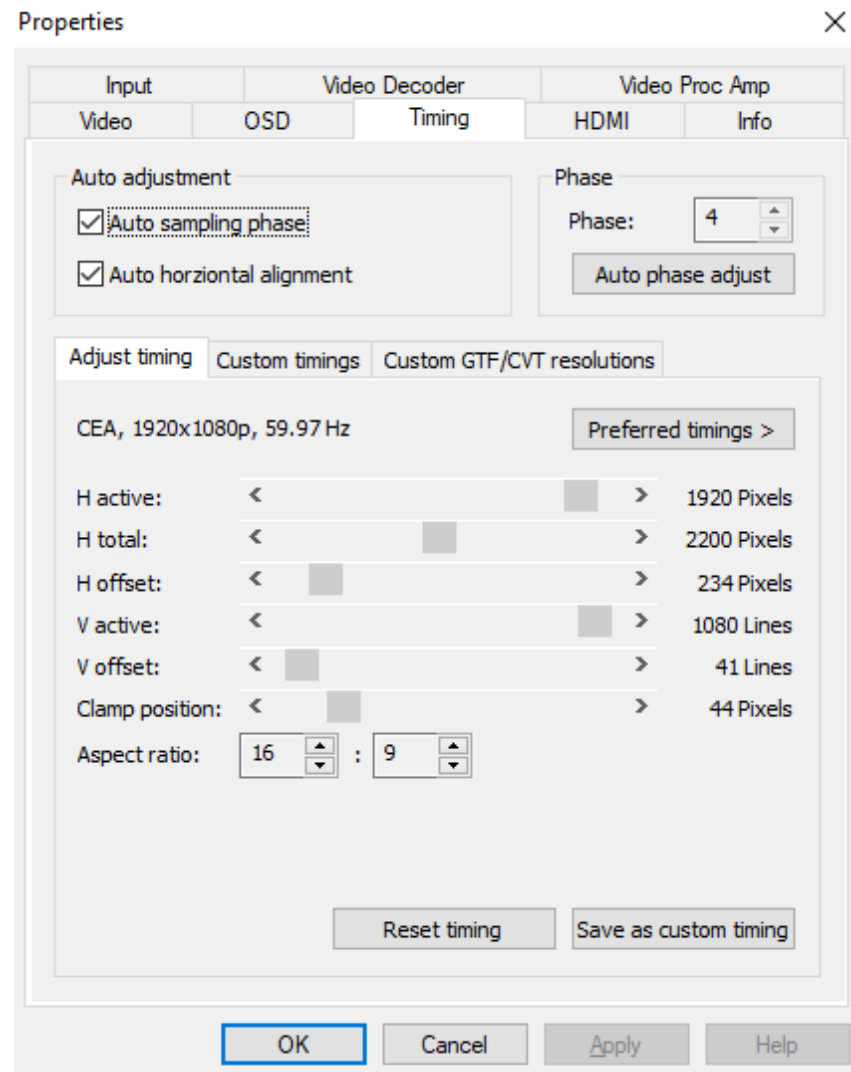 Properties
Input Video Decoder Video Proc Amp
Video OSD Timing HDMI Info
Auto adjustment
Auto sampling phase
Auto horziontal alignment
Phase
Phase: 4
Auto phase adjust
Adjust timing Custom timings Custom GTF/CVT resolutions
CEA, 1920x1080p, 59.97 Hz Preferred timings >
H active: 1920 Pixels
H total: 2200 Pixels
H offset: 234 Pixels
V active: 1080 Lines
V offset: 41 Lines
Clamp position: 44 Pixels
Aspect ratio: 16 : 9
Reset timing Save as custom timing
OK Cancel Apply Help